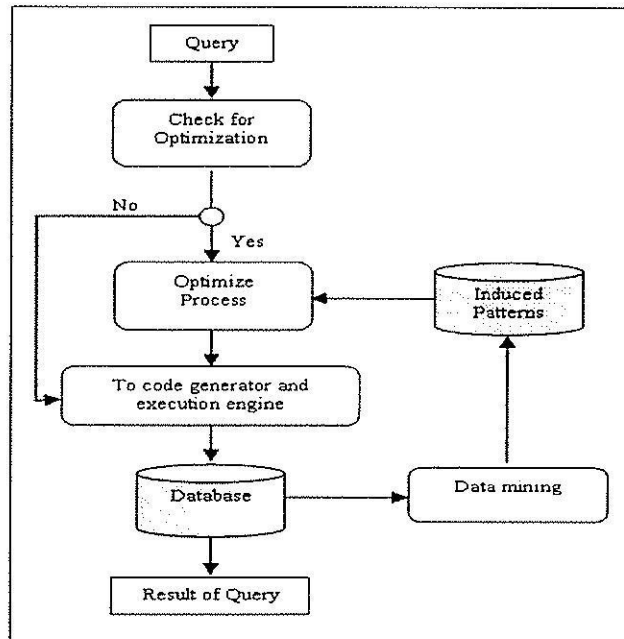 Query
Check for
Optimization
No
Yes
Optimize
Process
Induced
Patterns
To code generator and
execution engine
Database
Data mining
Result of Query